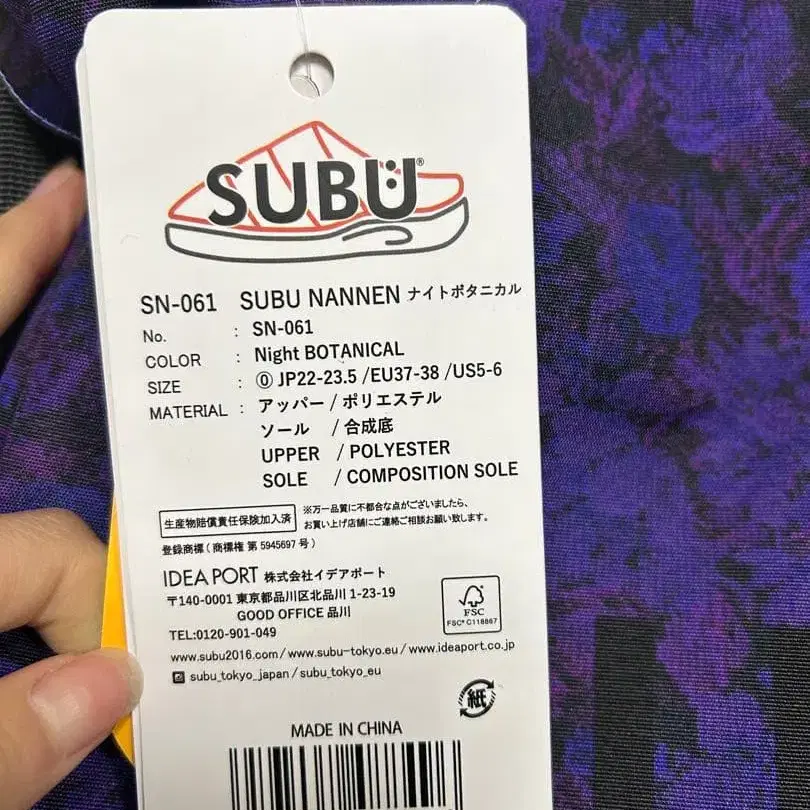 SUBU®
SN-061 SUBU NANNEN ナイトボタニカル
No. : SN-061
COLOR : Night BOTANICAL
SIZE : ⓪ JP22-23.5 /EU37-38 /US5-6
MATERIAL : アッパー / ポリエステル
ソール / 合成底
UPPER / POLYESTER
SOLE / COMPOSITION SOLE
生産物賠償責任保険加入済
※万一品質に不都合な点がございましたら、
お買い上げ店舗にご連絡ご相談お願い致します。
登録商標 ( 商標権 第 5945697 号 )
IDEA PORT 株式会社イデアポート
〒140-0001 東京都品川区北品川 1-23-19
GOOD OFFICE 品川
TEL:0120-901-049
FSC
FSC® C118867
www.subu2016.com / www.subu-tokyo.eu / www.ideaport.co.jp
subu_tokyo_japan / subu_tokyo_eu
紙
MADE IN CHINA